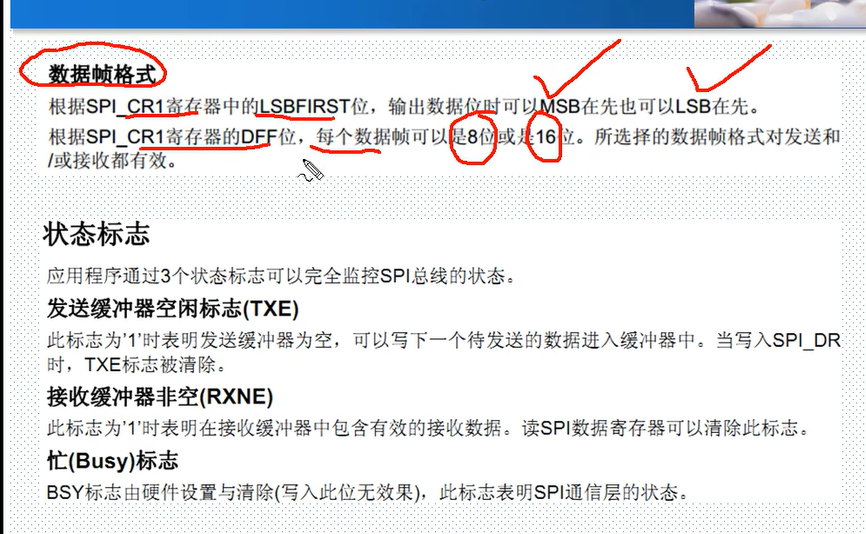 数据帧格式
根据SPI_CR1寄存器中的LSBFIRST位，输出数据位时可以MSB在先也可以LSB在先。
根据SPI_CR1寄存器的DFF位，每个数据帧可以是8位或是16位。所选择的数据帧格式对发送和
/或接收都有效。
状态标志
应用程序通过3个状态标志可以完全监控SPI总线的状态。
发送缓冲器空闲标志(TXE)
此标志为'1'时表明发送缓冲器为空，可以写下一个待发送的数据进入缓冲器中。当写入SPI_DR
时，TXE标志被清除。
接收缓冲器非空(RXNE)
此标志为'1'时表明在接收缓冲器中包含有效的接收数据。读SPI数据寄存器可以清除此标志。
忙(Busy)标志
BSY标志由硬件设置与清除(写入此位无效果)，此标志表明SPI通信层的状态。